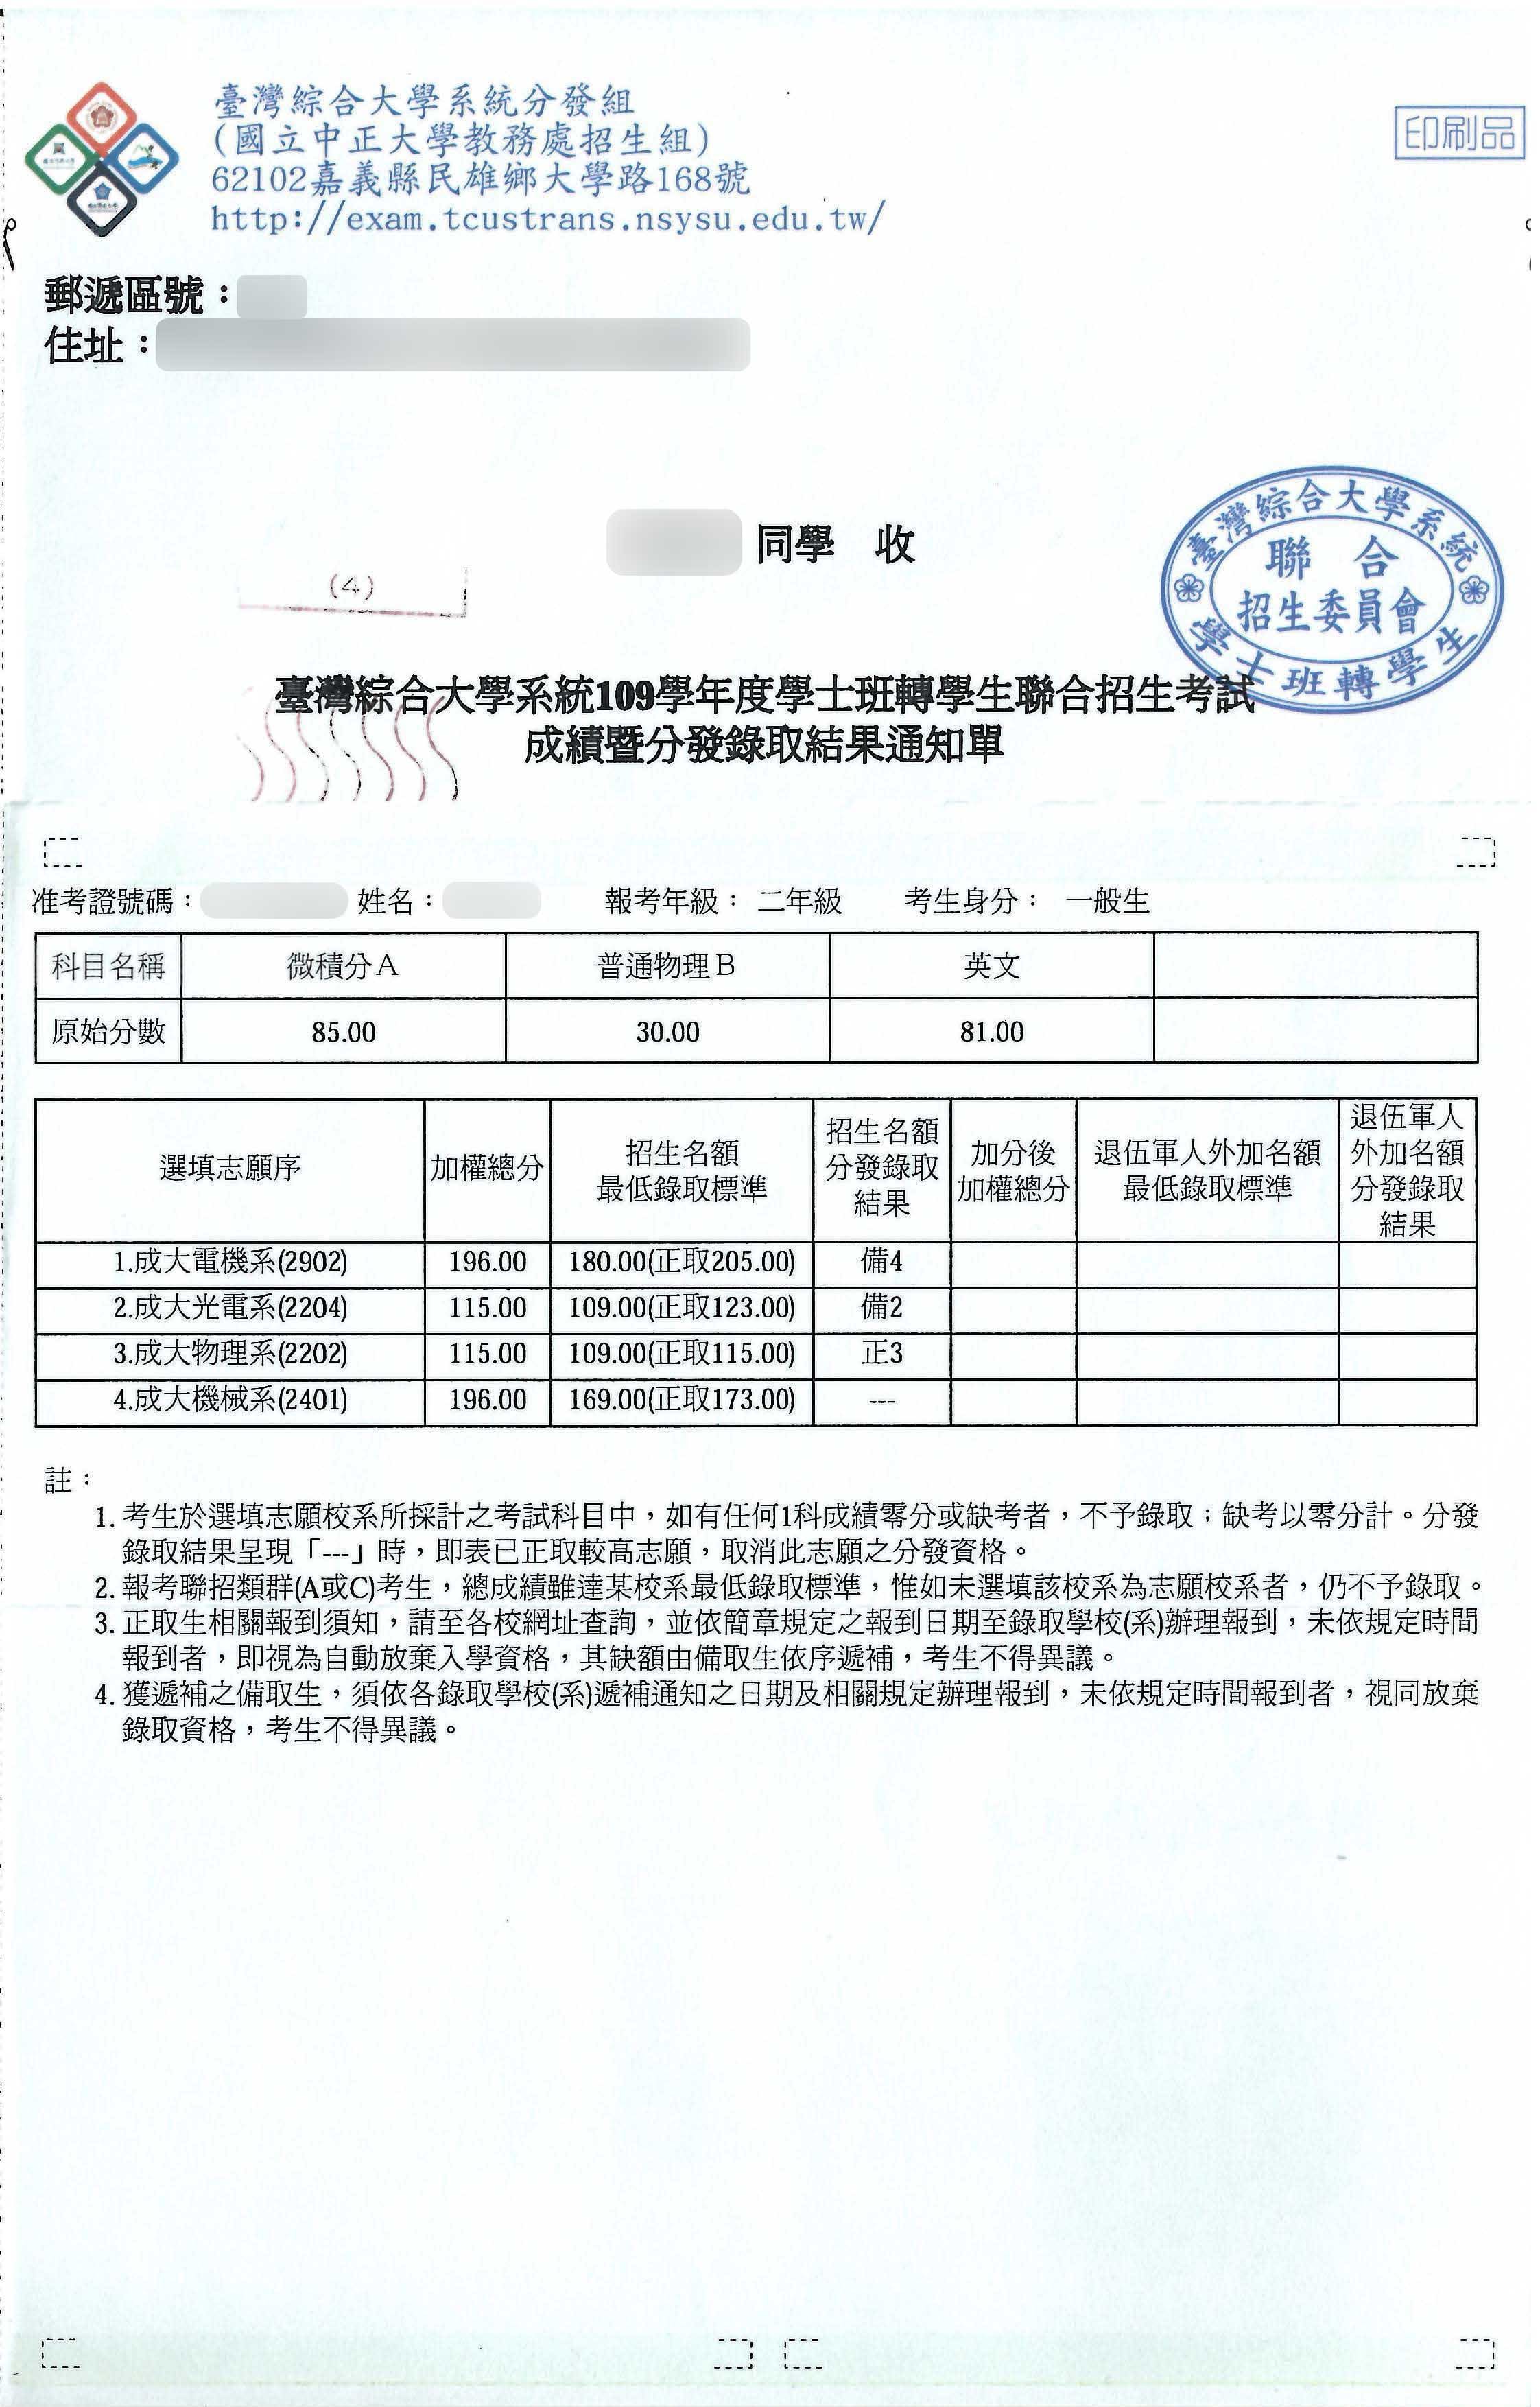 臺灣綜合大學系統分發組
(國立中正大學教務處招生組)
62102嘉義縣民雄鄉大學路168號
http://exam.tcustrans.nsysu.edu.tw/
印刷品
郵遞區號：
住址：
同學 收
臺灣綜合大學系統
聯合
招生委員會
學士班轉學生
(4)
臺灣綜合大學系統109學年度學士班轉學生聯合招生考試
成績暨分發錄取結果通知單
准考證號碼： 姓名： 報考年級： 二年級 考生身分： 一般生
科目名稱 微積分A 普通物理B 英文
原始分數 85.00 30.00 81.00
選填志願序 加權總分 招生名額最低錄取標準 招生名額分發錄取結果 加分後加權總分 退伍軍人外加名額最低錄取標準 退伍軍人外加名額分發錄取結果
1.成大電機系(2902) 196.00 180.00(正取205.00) 備4
2.成大光電系(2204) 115.00 109.00(正取123.00) 備2
3.成大物理系(2202) 115.00 109.00(正取115.00) 正3
4.成大機械系(2401) 196.00 169.00(正取173.00) ---
註：
1. 考生於選填志願校系所採計之考試科目中，如有任何1科成績零分或缺考者，不予錄取；缺考以零分計。分發
錄取結果呈現「---」時，即表已正取較高志願，取消此志願之分發資格。
2. 報考聯招類群(A或C)考生，總成績雖達某校系最低錄取標準，惟如未選填該校系為志願校系者，仍不予錄取。
3. 正取生相關報到須知，請至各校網址查詢，並依簡章規定之報到日期至錄取學校(系)辦理報到，未依規定時間
報到者，即視為自動放棄入學資格，其缺額由備取生依序遞補，考生不得異議。
4. 獲遞補之備取生，須依各錄取學校(系)遞補通知之日期及相關規定辦理報到，未依規定時間報到者，視同放棄
錄取資格，考生不得異議。